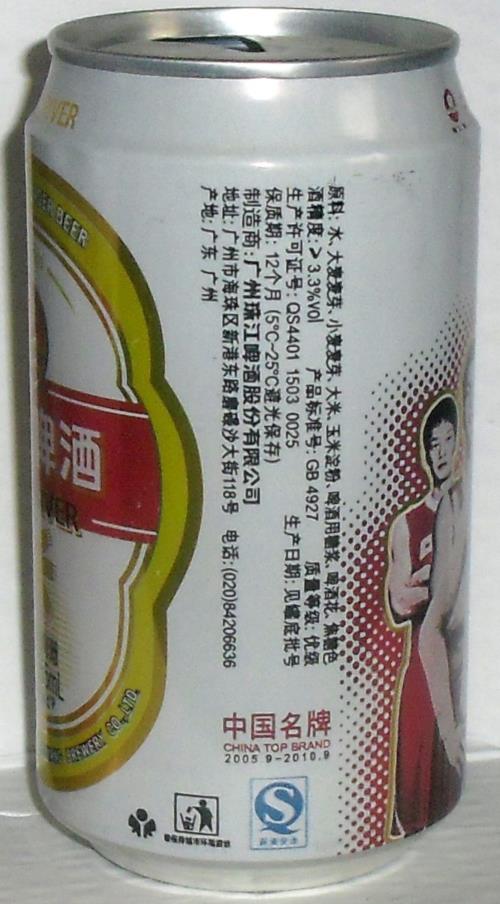 VER
ER BEER
啤酒
VER
BREWERY CO.,LTD.
原料: 水, 大麦麦芽, 小麦麦芽, 大米, 玉米淀粉, 啤酒用糖浆, 啤酒花, 焦糖色
酒精度: ≥3.3%vol 产品标准号: GB 4927 质量等级: 优级
生产许可证号: QS4401 1503 0025 生产日期: 见罐底批号
保质期: 12个月 (5°C~25°C避光保存)
制造商: 广州珠江啤酒股份有限公司
地址: 广州市海珠区新港东路磨碟沙大街118号 电话: (020)84206636
产地: 广东 广州
中国名牌
CHINA TOP BRAND
2005.9-2010.9